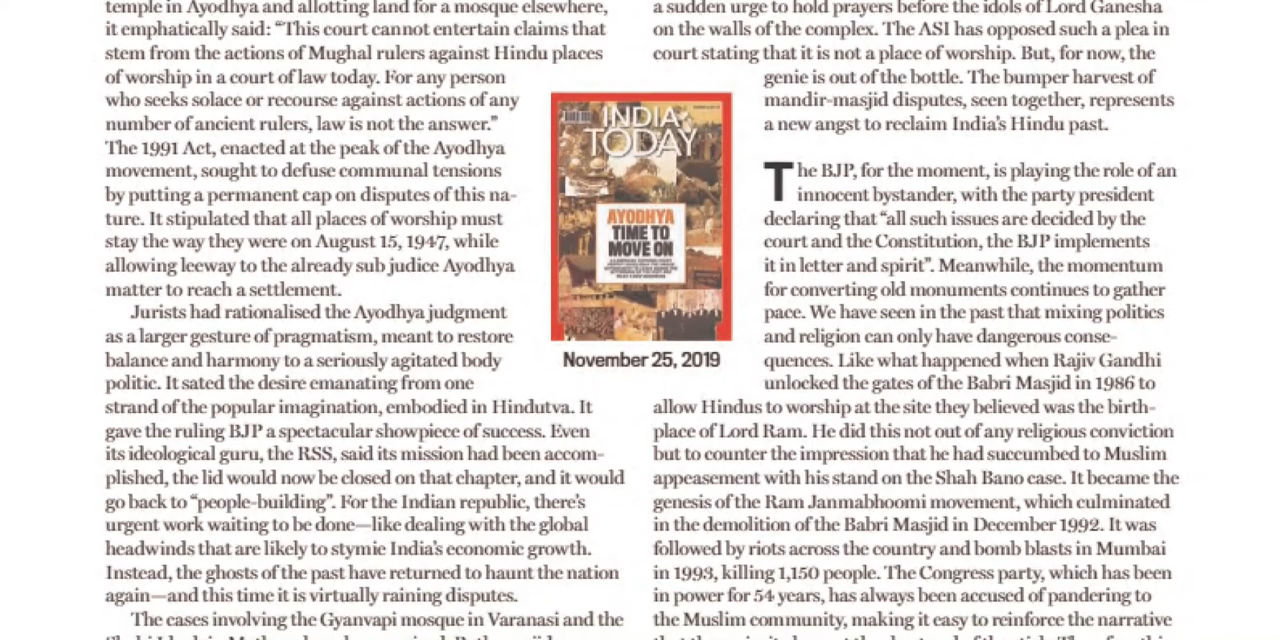 temple in Ayodhya and allotting land for a mosque elsewhere,
it emphatically said: “This court cannot entertain claims that
stem from the actions of Mughal rulers against Hindu places
of worship in a court of law today. For any person
who seeks solace or recourse against actions of any
number of ancient rulers, law is not the answer.”
The 1991 Act, enacted at the peak of the Ayodhya
movement, sought to defuse communal tensions
by putting a permanent cap on disputes of this na-
ture. It stipulated that all places of worship must
stay the way they were on August 15, 1947, while
allowing leeway to the already sub judice Ayodhya
matter to reach a settlement.
Jurists had rationalised the Ayodhya judgment
as a larger gesture of pragmatism, meant to restore
balance and harmony to a seriously agitated body
politic. It sated the desire emanating from one
strand of the popular imagination, embodied in Hindutva. It
gave the ruling BJP a spectacular showpiece of success. Even
its ideological guru, the RSS, said its mission had been accom-
plished, the lid would now be closed on that chapter, and it would
go back to “people-building”. For the Indian republic, there’s
urgent work waiting to be done—like dealing with the global
headwinds that are likely to stymie India’s economic growth.
Instead, the ghosts of the past have returned to haunt the nation
again—and this time it is virtually raining disputes.
The cases involving the Gyanvapi mosque in Varanasi and the
INDIA
TODAY
AYODHYA
TIME TO
MOVE ON
November 25, 2019
a sudden urge to hold prayers before the idols of Lord Ganesha
on the walls of the complex. The ASI has opposed such a plea in
court stating that it is not a place of worship. But, for now, the
genie is out of the bottle. The bumper harvest of
mandir-masjid disputes, seen together, represents
a new angst to reclaim India’s Hindu past.
The BJP, for the moment, is playing the role of an
innocent bystander, with the party president
declaring that “all such issues are decided by the
court and the Constitution, the BJP implements
it in letter and spirit”. Meanwhile, the momentum
for converting old monuments continues to gather
pace. We have seen in the past that mixing politics
and religion can only have dangerous conse-
quences. Like what happened when Rajiv Gandhi
unlocked the gates of the Babri Masjid in 1986 to
allow Hindus to worship at the site they believed was the birth-
place of Lord Ram. He did this not out of any religious conviction
but to counter the impression that he had succumbed to Muslim
appeasement with his stand on the Shah Bano case. It became the
genesis of the Ram Janmabhoomi movement, which culminated
in the demolition of the Babri Masjid in December 1992. It was
followed by riots across the country and bomb blasts in Mumbai
in 1993, killing 1,150 people. The Congress party, which has been
in power for 54 years, has always been accused of pandering to
the Muslim community, making it easy to reinforce the narrative